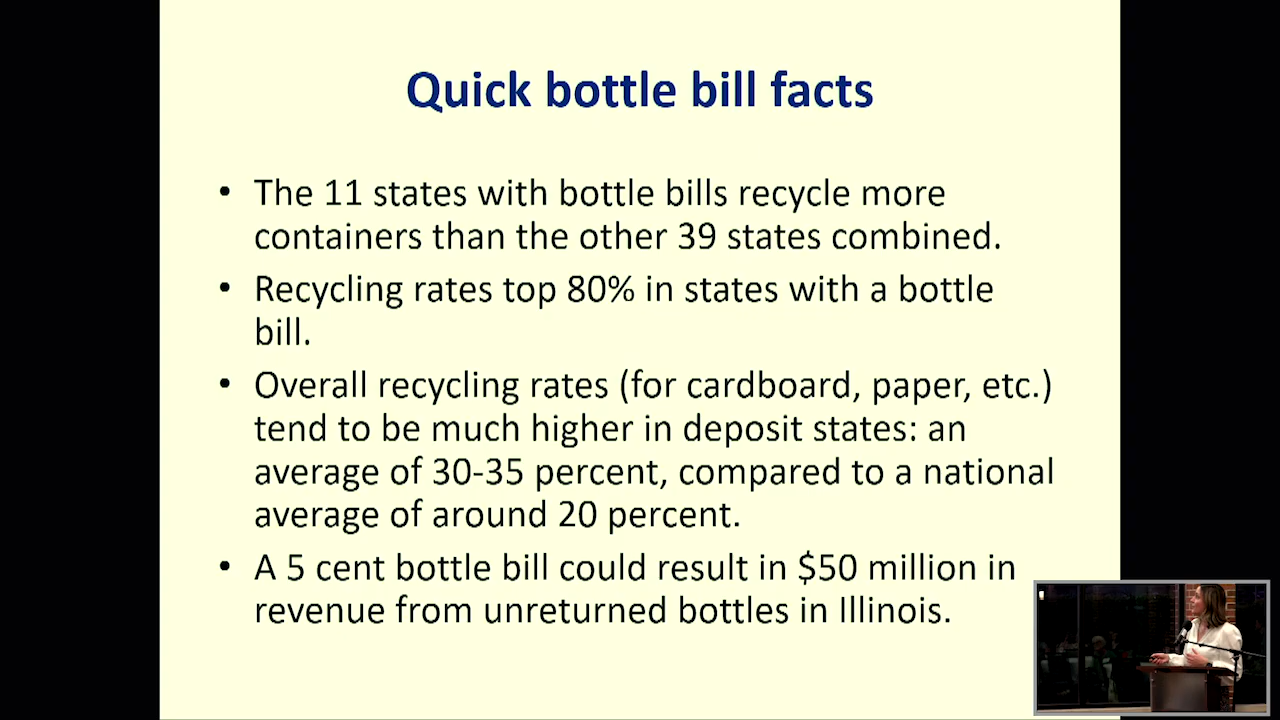 Quick bottle bill facts
• The 11 states with bottle bills recycle more
containers than the other 39 states combined.
• Recycling rates top 80% in states with a bottle
bill.
• Overall recycling rates (for cardboard, paper, etc.)
tend to be much higher in deposit states: an
average of 30-35 percent, compared to a national
average of around 20 percent.
• A 5 cent bottle bill could result in $50 million in
revenue from unreturned bottles in Illinois.